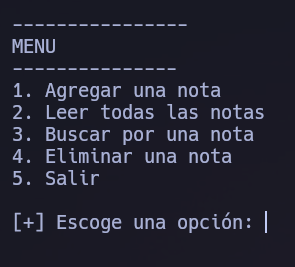 ----------------
MENU
---------------
1. Agregar una nota
2. Leer todas las notas
3. Buscar por una nota
4. Eliminar una nota
5. Salir
[+] Escoge una opción: